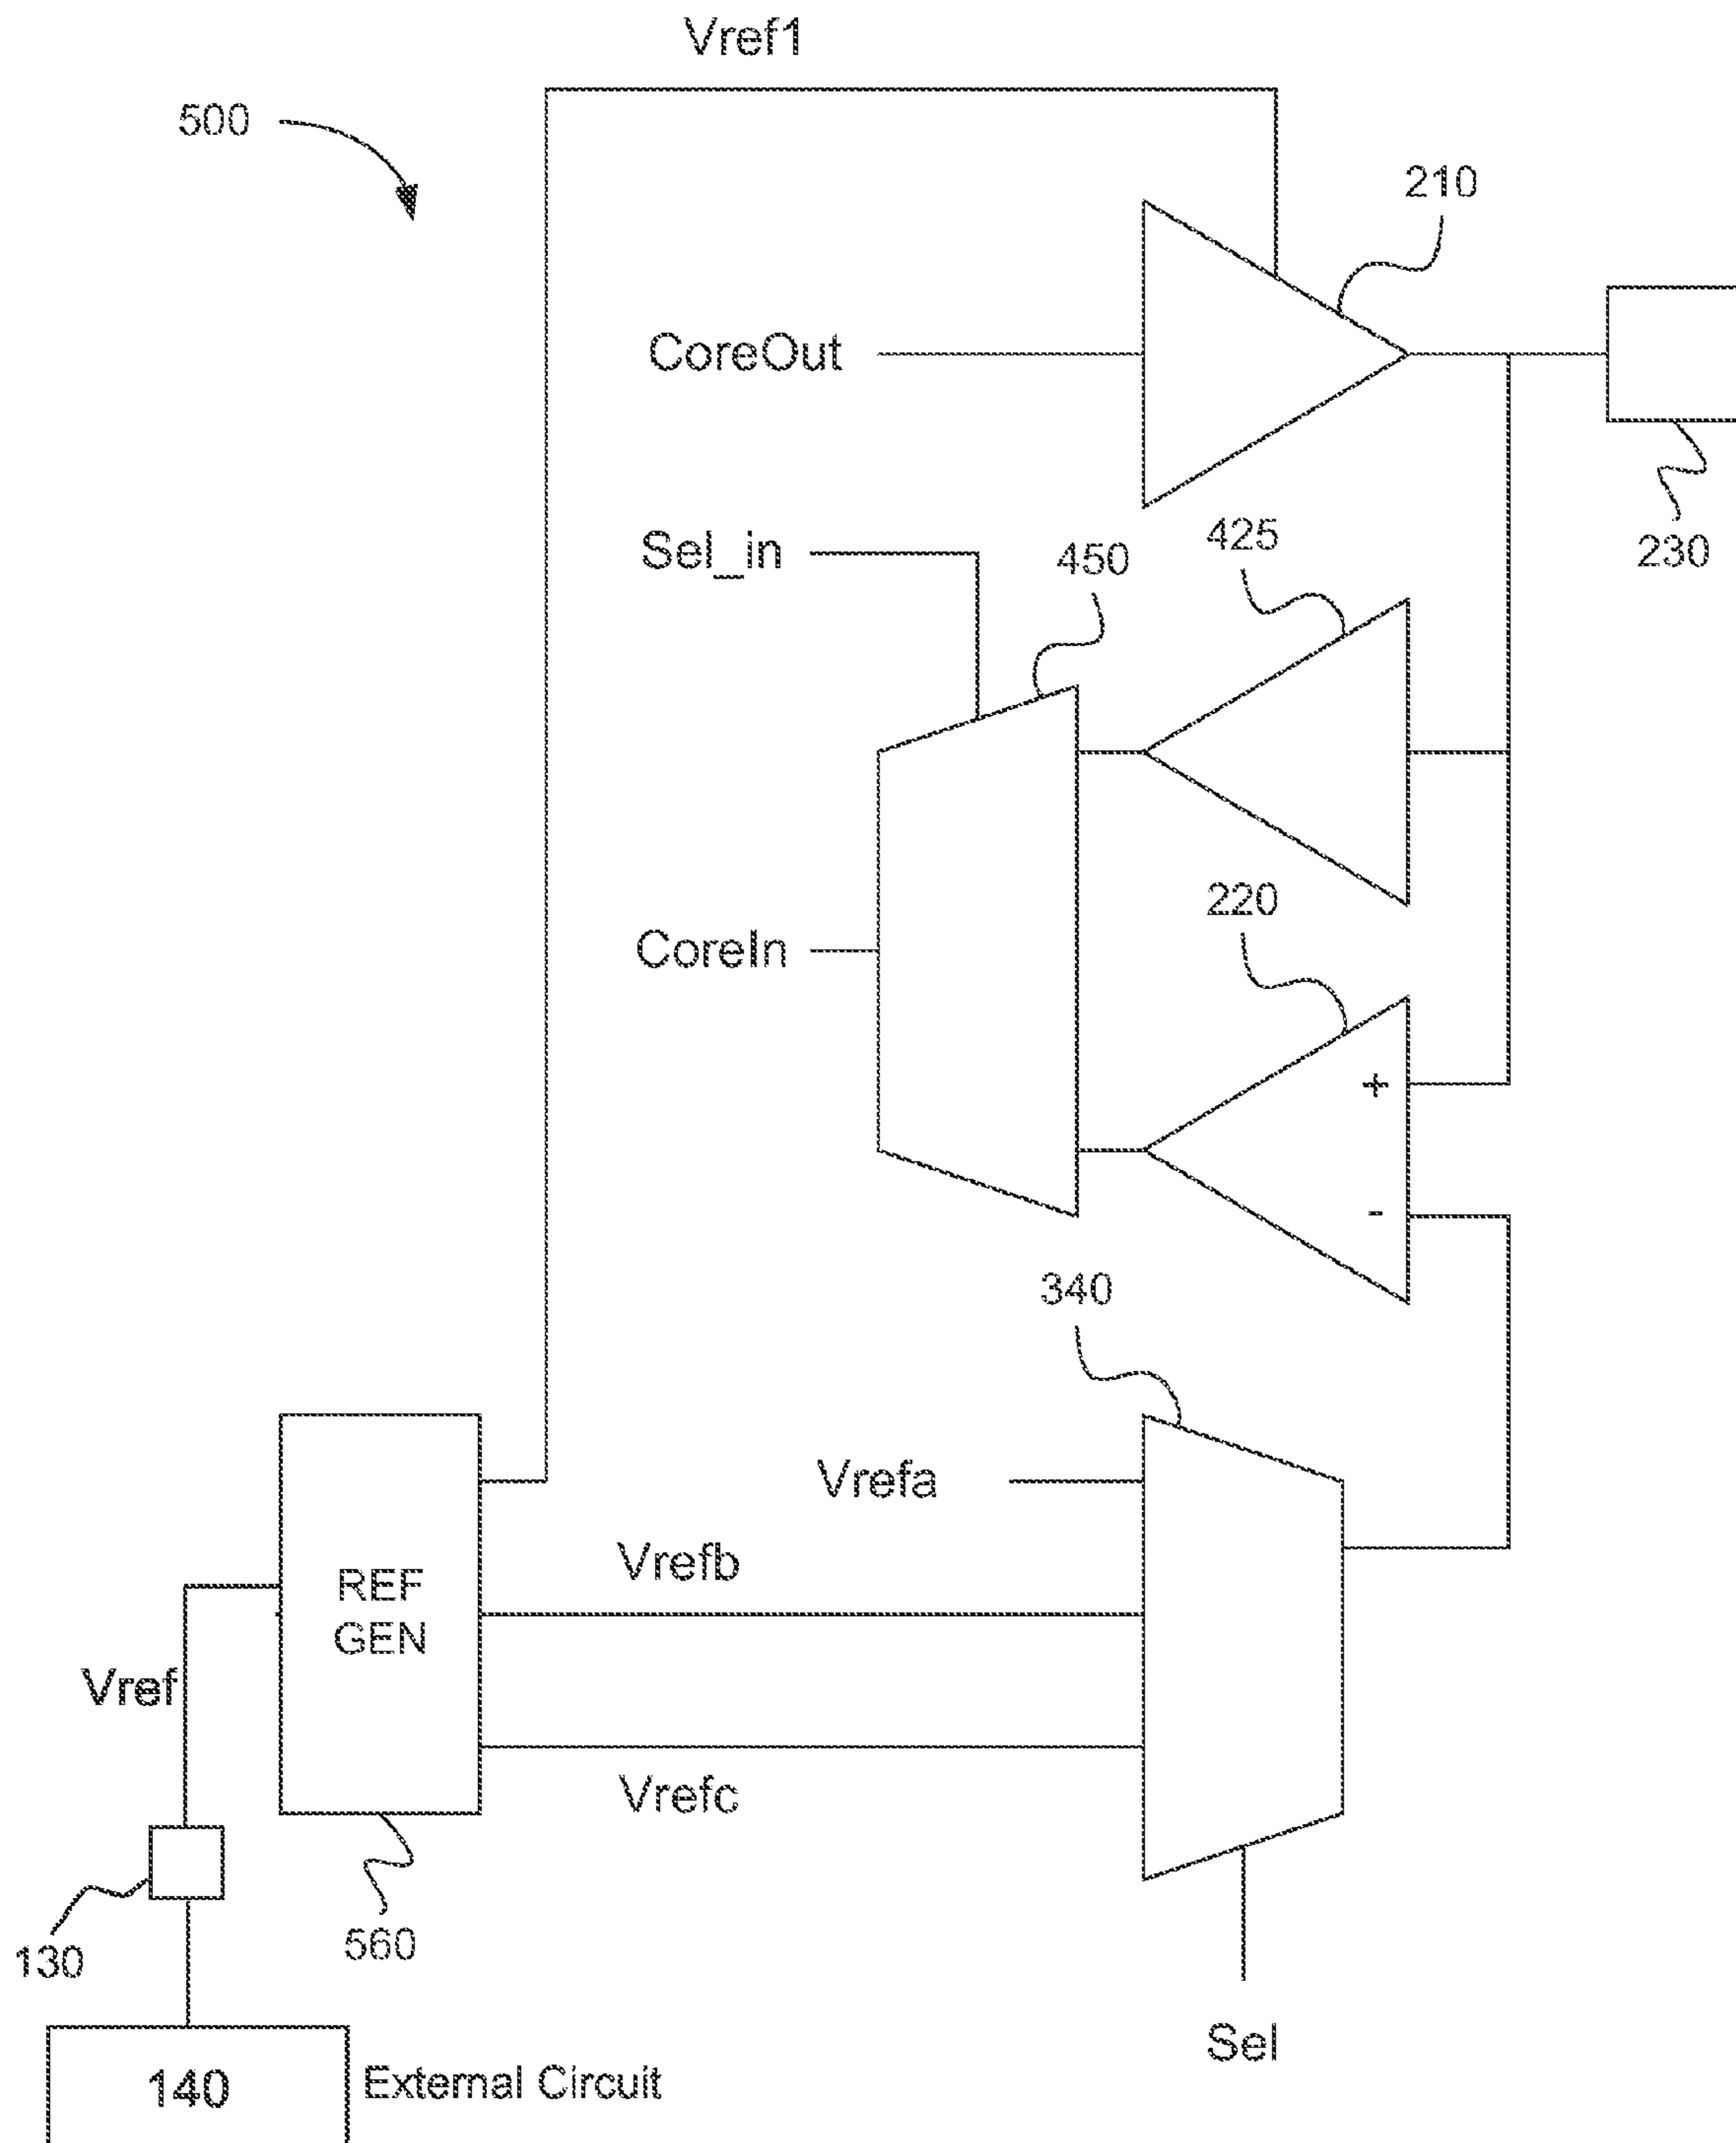 Vref1
500
210
CoreOut
230
Sel_in
450
425
220
CoreIn
+
-
340
Vrefa
Vrefb
REF
GEN
Vref
Vrefc
130
560
Sel
140
External Circuit